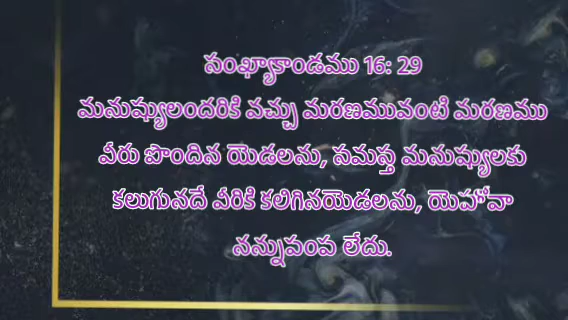 సంఖ్యాకాండము 16: 29
మనుష్యులందరికి వచ్చు మరణమువంటి మరణము
వీరు పొందిన యెడలను, సమస్త మనుష్యులకు
కలుగునదే వీరికి కలిగినయెడలను, యెహోవా
నన్నుపంప లేదు.